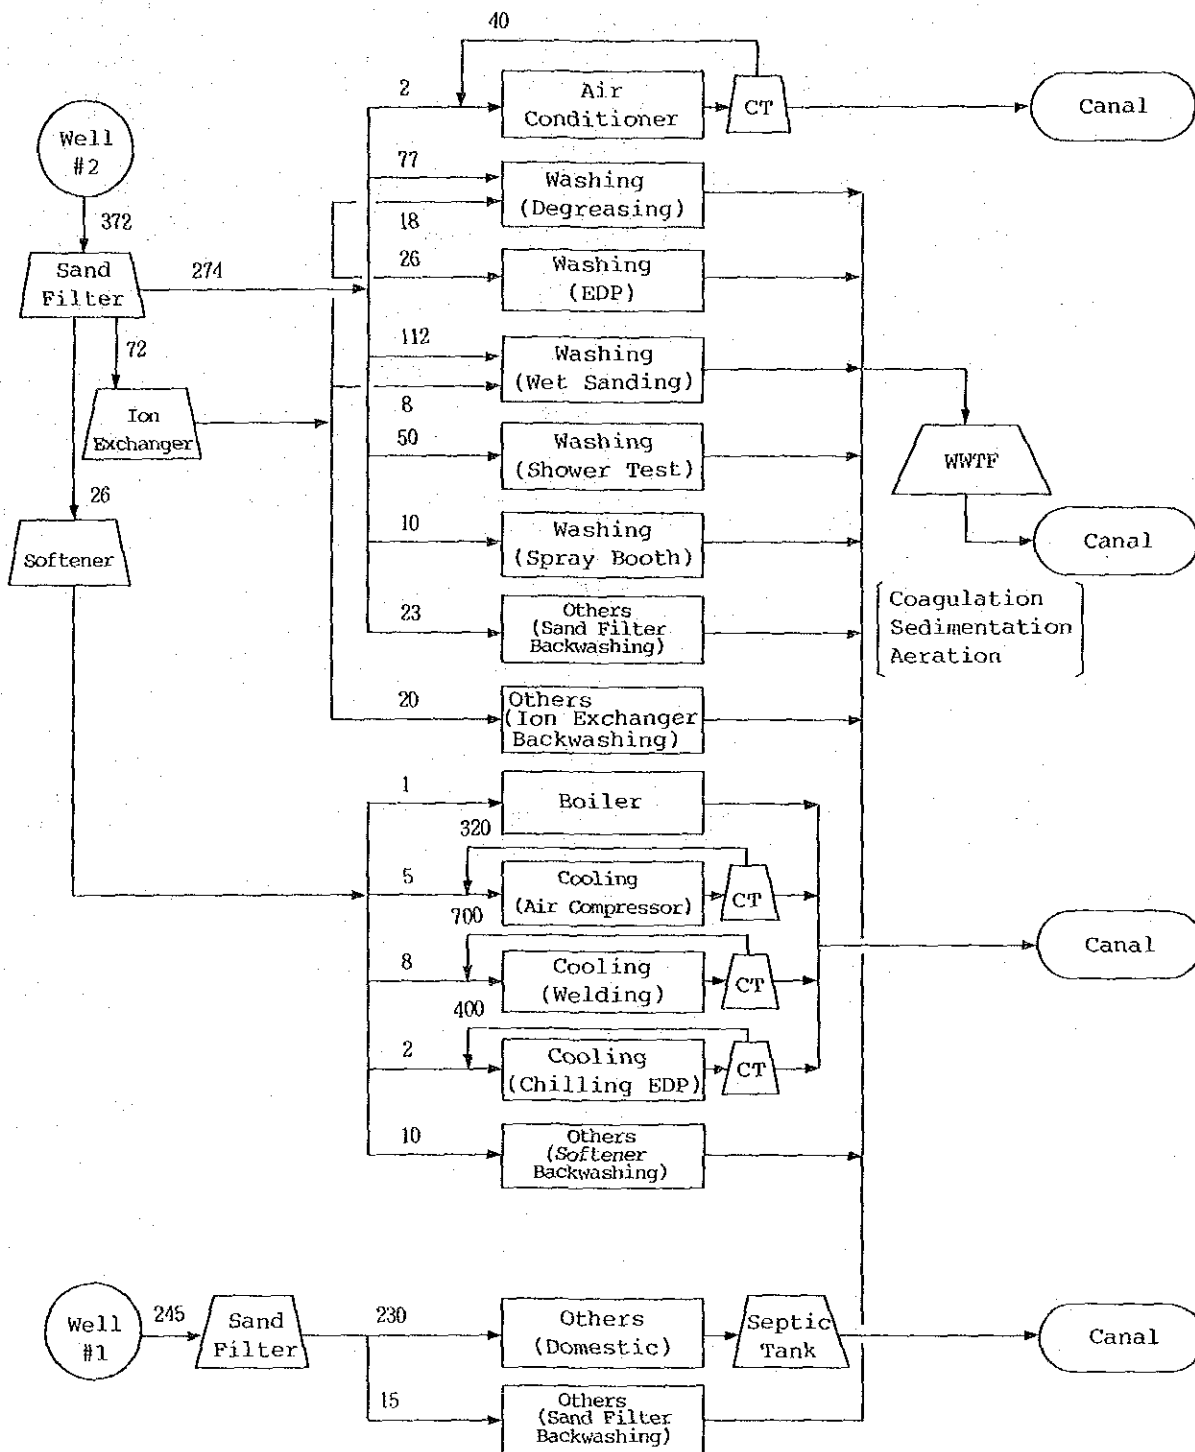 40
2
Air
Conditioner
CT
Canal
Well
#2
77
Washing
(Degreasing)
18
372
Sand
Filter
274
26
Washing
(EDP)
72
112
Washing
(Wet Sanding)
8
Ion
Exchanger
50
Washing
(Shower Test)
WWTF
26
10
Washing
(Spray Booth)
Canal
Softener
Coagulation
Sedimentation
Aeration
23
Others
(Sand Filter
Backwashing)
20
Others
(Ion Exchanger
Backwashing)
1
Boiler
320
5
Cooling
(Air Compressor)
CT
700
8
Cooling
(Welding)
CT
Canal
400
2
Cooling
(Chilling EDP)
CT
10
Others
(Softener
Backwashing)
Well
#1
245
Sand
Filter
230
Others
(Domestic)
Septic
Tank
Canal
15
Others
(Sand Filter
Backwashing)